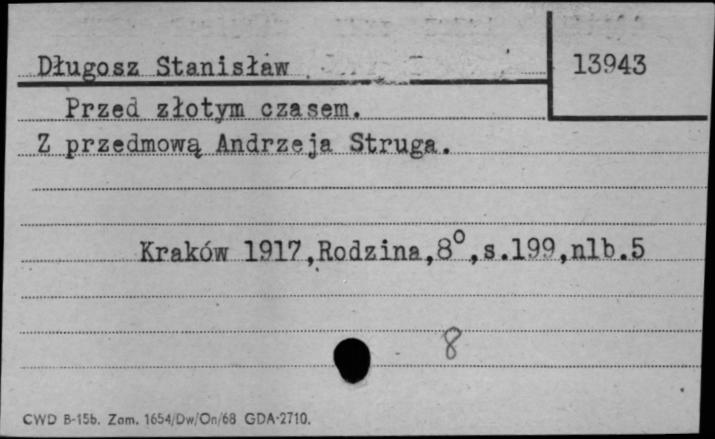 Długosz Stanisław
13943
Przed złotym czasem.
Z przedmową Andrzeja Struga.
Kraków 1917,Rodzina,8°,s.199,nlb.5
8
CWD B-15b. Zam. 1654/Dw/On/68 GDA-2710.